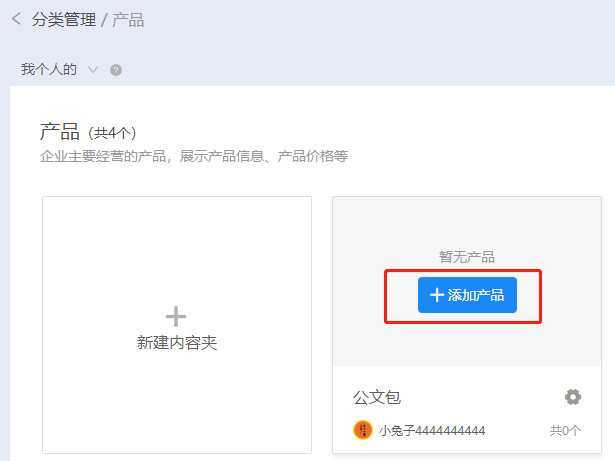 分类管理 / 产品
我个人的
产品（共4个）
企业主要经营的产品，展示产品信息、产品价格等
新建内容夹
暂无产品
添加产品
公文包
小兔子4444444444 共0个